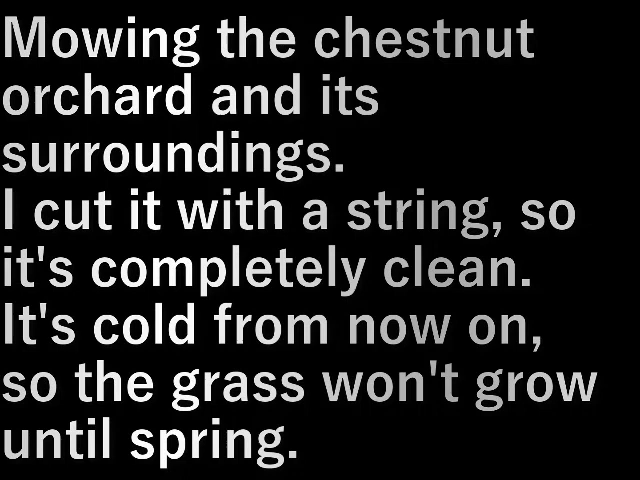 Mowing the chestnut
orchard and its
surroundings.
I cut it with a string, so
it's completely clean.
It's cold from now on,
so the grass won't grow
until spring.